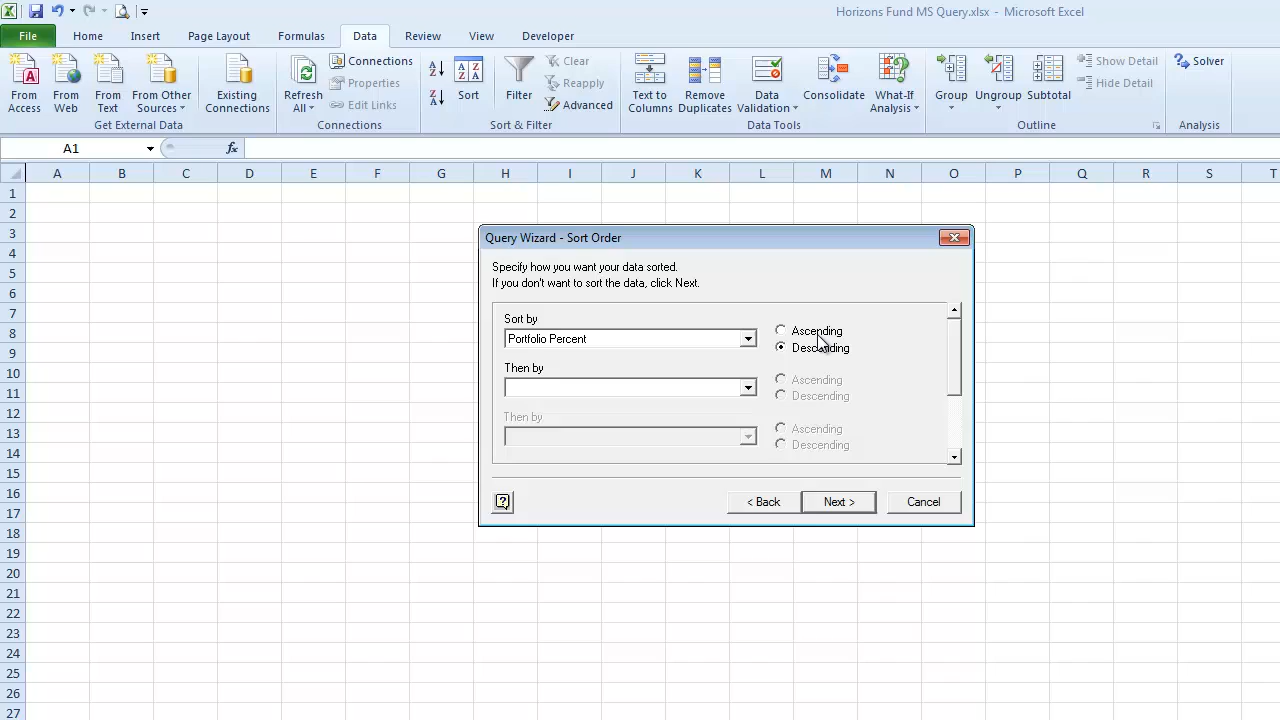 Horizons Fund MS Query.xlsx - Microsoft Excel
File Home Insert Page Layout Formulas Data Review View Developer
From Access
From Web
From Text
From Other Sources
Existing Connections
Get External Data
Refresh All
Connections
Properties
Edit Links
Connections
Sort
Filter
Clear
Reapply
Advanced
Sort & Filter
Text to Columns
Remove Duplicates
Data Validation
Consolidate
What-If Analysis
Data Tools
Group
Ungroup
Subtotal
Show Detail
Hide Detail
Outline
Solver
Analysis
A1 fx
A B C D E F G H I J K L M N O P Q R S T
1
2
3
4
5
6
7
8
9
10
11
12
13
14
15
16
17
18
19
20
21
22
23
24
25
26
27
Query Wizard - Sort Order
Specify how you want your data sorted.
If you don't want to sort the data, click Next.
Sort by
Portfolio Percent
Ascending
Descending
Then by
Ascending
Descending
Then by
Ascending
Descending
? < Back Next > Cancel